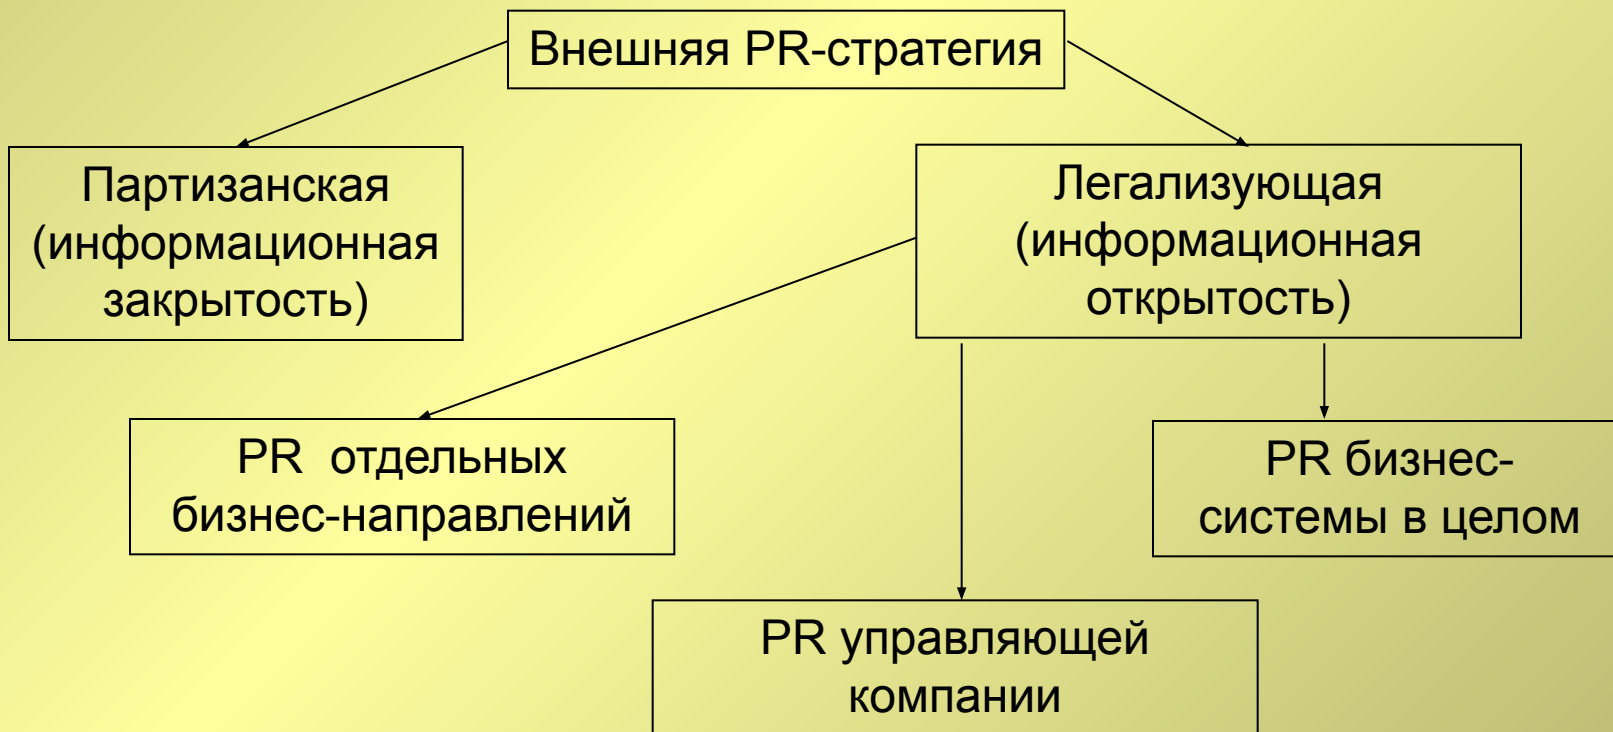 Внешняя PR-стратегия
Партизанская
(информационная
закрытость)
Легализующая
(информационная
открытость)
PR отдельных
бизнес-направлений
PR бизнес-
системы в целом
PR управляющей
компании